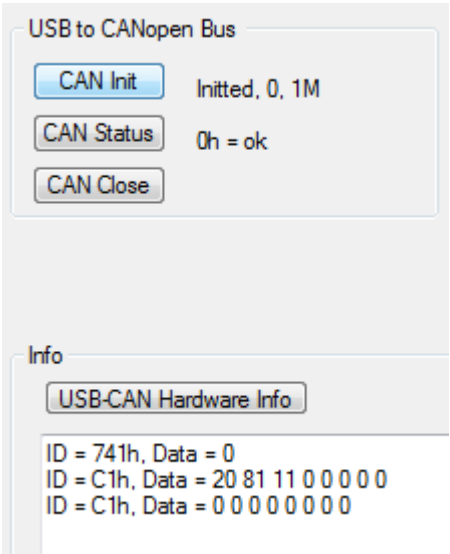 USB to CANopen Bus
CAN Init
Initted, 0, 1M
CAN Status
0h = ok
CAN Close
Info
USB-CAN Hardware Info
ID = 741h, Data = 0
ID = C1h, Data = 20 81 11 0 0 0 0 0
ID = C1h, Data = 0 0 0 0 0 0 0 0